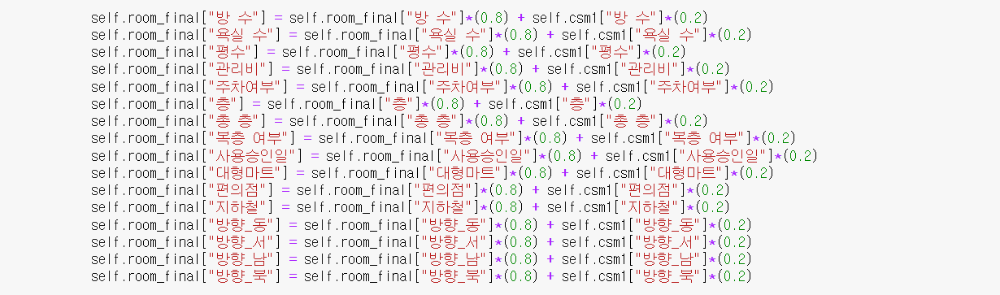 self.room_final["방 수"] = self.room_final["방 수"]*(0.8) + self.csm1["방 수"]*(0.2)
self.room_final["욕실 수"] = self.room_final["욕실 수"]*(0.8) + self.csm1["욕실 수"]*(0.2)
self.room_final["평수"] = self.room_final["평수"]*(0.8) + self.csm1["평수"]*(0.2)
self.room_final["관리비"] = self.room_final["관리비"]*(0.8) + self.csm1["관리비"]*(0.2)
self.room_final["주차여부"] = self.room_final["주차여부"]*(0.8) + self.csm1["주차여부"]*(0.2)
self.room_final["층"] = self.room_final["층"]*(0.8) + self.csm1["층"]*(0.2)
self.room_final["총 층"] = self.room_final["총 층"]*(0.8) + self.csm1["총 층"]*(0.2)
self.room_final["복층 여부"] = self.room_final["복층 여부"]*(0.8) + self.csm1["복층 여부"]*(0.2)
self.room_final["사용승인일"] = self.room_final["사용승인일"]*(0.8) + self.csm1["사용승인일"]*(0.2)
self.room_final["대형마트"] = self.room_final["대형마트"]*(0.8) + self.csm1["대형마트"]*(0.2)
self.room_final["편의점"] = self.room_final["편의점"]*(0.8) + self.csm1["편의점"]*(0.2)
self.room_final["지하철"] = self.room_final["지하철"]*(0.8) + self.csm1["지하철"]*(0.2)
self.room_final["방향_동"] = self.room_final["방향_동"]*(0.8) + self.csm1["방향_동"]*(0.2)
self.room_final["방향_서"] = self.room_final["방향_서"]*(0.8) + self.csm1["방향_서"]*(0.2)
self.room_final["방향_남"] = self.room_final["방향_남"]*(0.8) + self.csm1["방향_남"]*(0.2)
self.room_final["방향_북"] = self.room_final["방향_북"]*(0.8) + self.csm1["방향_북"]*(0.2)